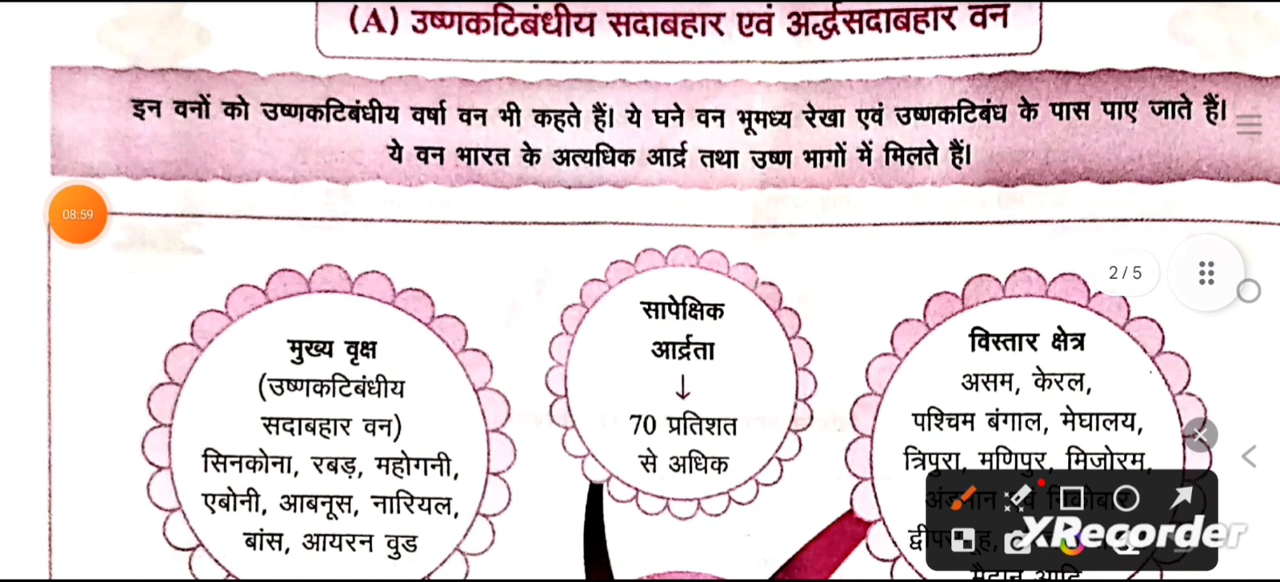 (A) उष्णकटिबंधीय सदाबहार एवं अर्द्धसदाबहार वन
इन वनों को उष्णकटिबंधीय वर्षा वन भी कहते हैं। ये घने वन भूमध्य रेखा एवं उष्णकटिबंध के पास पाए जाते हैं।
ये वन भारत के अत्यधिक आर्द्र तथा उष्ण भागों में मिलते हैं।
08:59
2/5
मुख्य वृक्ष
(उष्णकटिबंधीय
सदाबहार वन)
सिनकोना, रबड़, महोगनी,
एबोनी, आबनूस, नारियल,
बांस, आयरन वुड
सापेक्षिक
आर्द्रता
↓
70 प्रतिशत
से अधिक
विस्तार क्षेत्र
असम, केरल,
पश्चिम बंगाल, मेघालय,
त्रिपुरा, मणिपुर, मिजोरम,
अंडमान एवं निकोबार
मैदान आदि
XRecorder